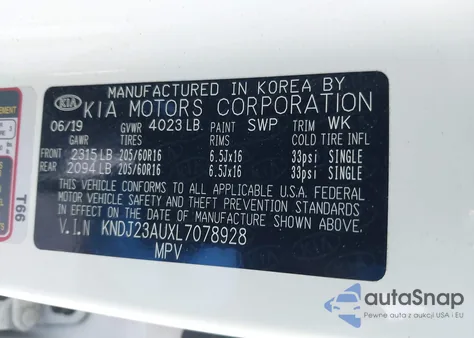 MANUFACTURED IN KOREA BY
KIA KIA MOTORS CORPORATION
06/19 GVWR 4023 LB. PAINT SWP TRIM WK
GAWR TIRES RIMS COLD TIRE INFL
FRONT 2315 LB 205/60R16 6.5Jx16 33psi SINGLE
REAR 2094 LB 205/60R16 6.5Jx16 33psi SINGLE
THIS VEHICLE CONFORMS TO ALL APPLICABLE U.S.A. FEDERAL
MOTOR VEHICLE SAFETY AND THEFT PREVENTION STANDARDS
IN EFFECT ON THE DATE OF MANUFACTURE SHOWN ABOVE.
V.I.N KNDJ23AUXL7078928
MPV
T66
autoSnap
Pewne auta z aukcji USA i EU